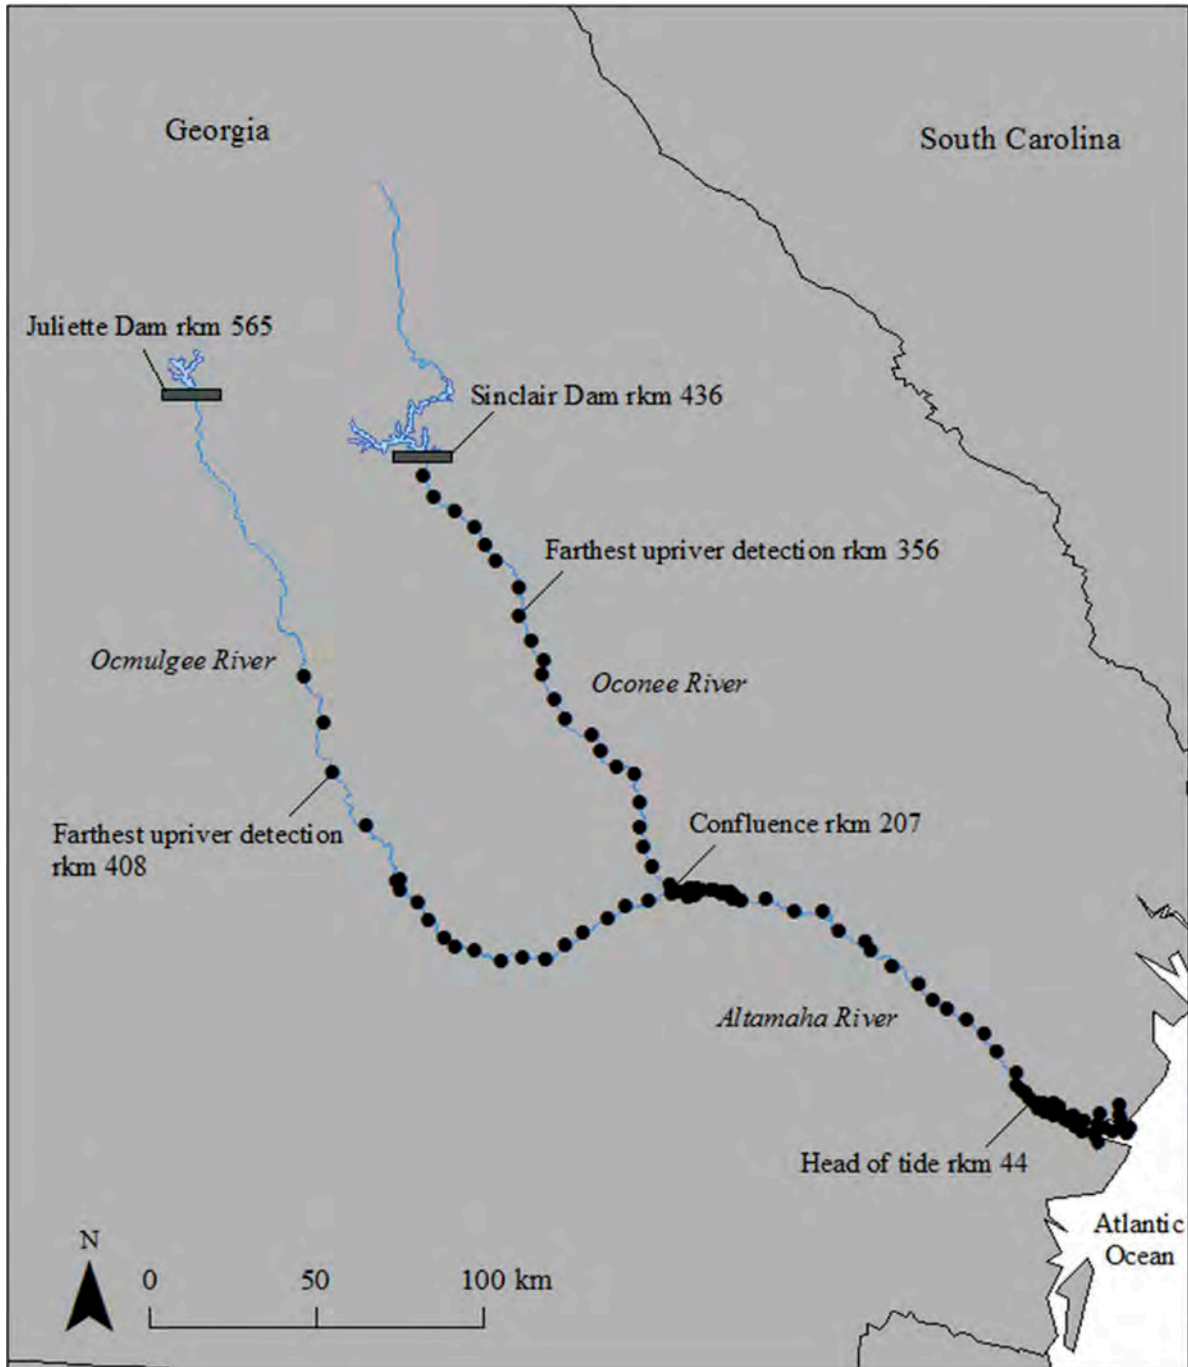 Georgia
South Carolina
Juliette Dam rkm 565
Sinclair Dam rkm 436
Farthest upriver detection rkm 356
Ocmulgee River
Oconee River
Farthest upriver detection
rkm 408
Confluence rkm 207
Altamaha River
Head of tide rkm 44
Atlantic
Ocean
N
0 50 100 km